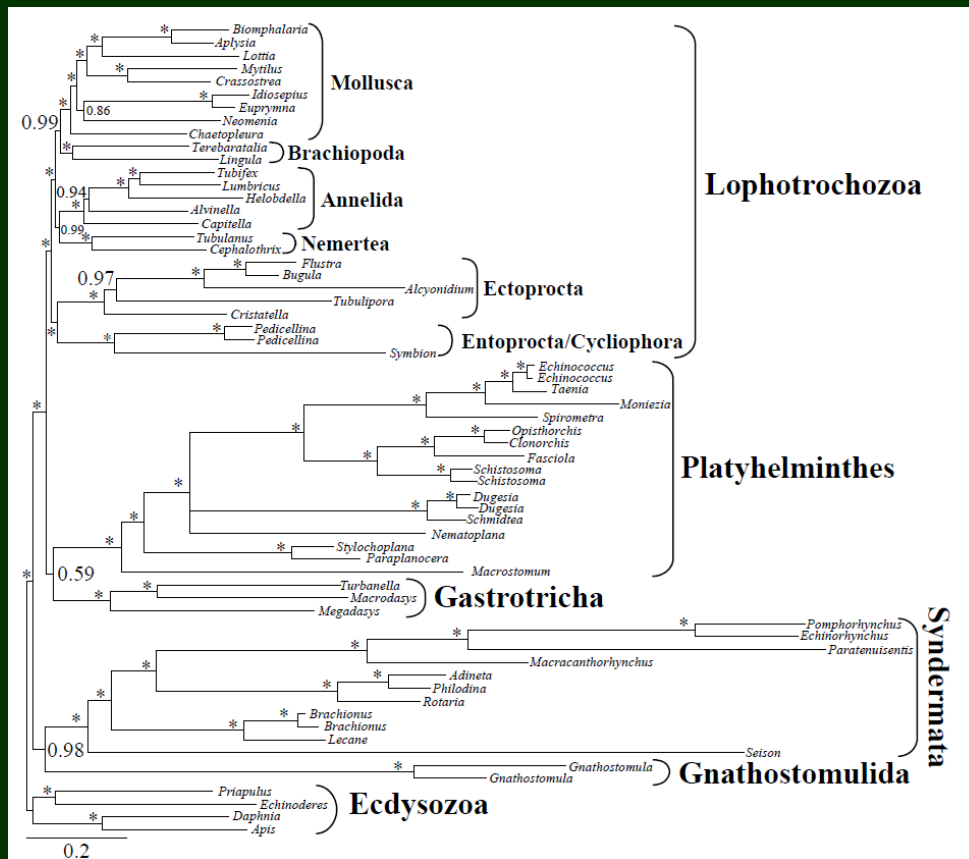 Biomphalaria
Aplysia
Lottia
Mytilus
Crassostrea
Idiosepius
Euprymna
Neomenia
Chaetopleura
Mollusca
0.86
0.99
Terebaratalia
Lingula
Brachiopoda
Tubifex
Lumbricus
Helobdella
Alvinella
Capitella
Annelida
0.94
0.99
Tubulanus
Cephalothrix
Nemertea
Flustra
Bugula
Alcyonidium
Tubulipora
Cristatella
Ectoprocta
0.97
Pedicellina
Pedicellina
Symbion
Entoprocta/Cycliophora
Lophotrochozoa
Echinococcus
Echinococcus
Taenia
Moniezia
Spirometra
Opisthorchis
Clonorchis
Fasciola
Schistosoma
Schistosoma
Dugesia
Dugesia
Schmidtea
Nematoplana
Stylochoplana
Paraplanocera
Macrostomum
Platyhelminthes
0.59
Turbanella
Macrodasys
Megadasys
Gastrotricha
Pomphorhynchus
Echinorhynchus
Paratenuisentis
Macracanthorhynchus
Adineta
Philodina
Rotaria
Brachionus
Brachionus
Lecane
Seison
Syndermata
0.98
Gnathostomula
Gnathostomula
Gnathostomulida
Priapulus
Echinoderes
Daphnia
Apis
Ecdysozoa
0.2